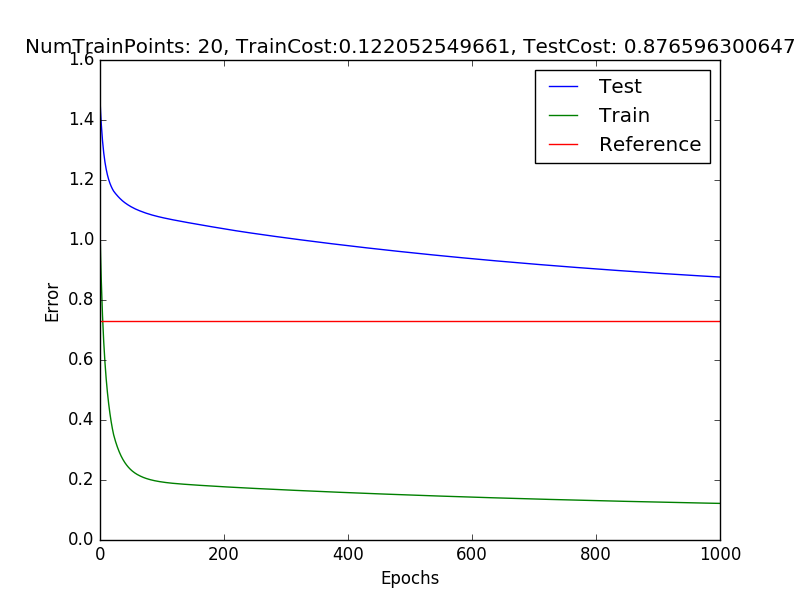 NumTrainPoints: 20, TrainCost:0.122052549661, TestCost: 0.876596300647
1.6
1.4
1.2
1.0
0.8
0.6
0.4
0.2
0.0
Error
Test
Train
Reference
0 200 400 600 800 1000
Epochs